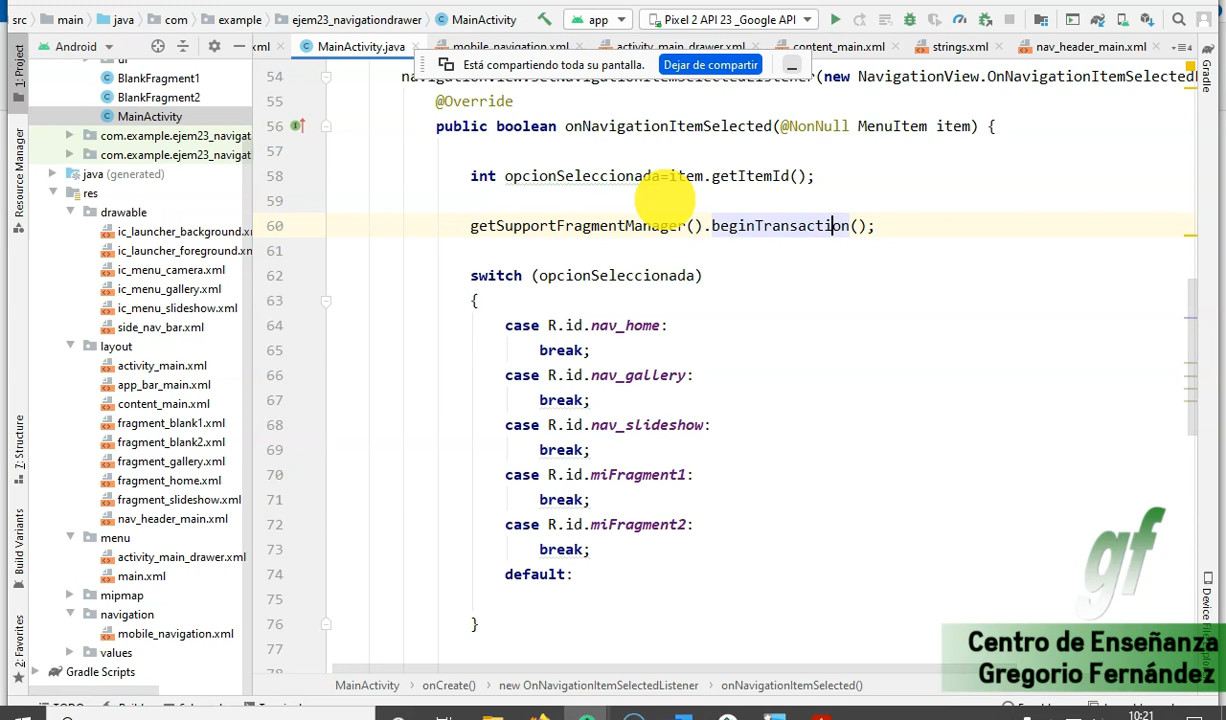 src main java com example ejem23_navigationdrawer MainActivity app Pixel 2 API 23 _Google API
Android xml MainActivity.java mobile_navigation.xml activity_main_drawer.xml content_main.xml strings.xml nav_header_main.xml
Está compartiendo toda su pantalla. Dejar de compartir
1: Project
Resource Manager
7: Structure
Build Variants
2: Favorites
BlankFragment1
BlankFragment2
MainActivity
com.example.ejem23_navigat
com.example.ejem23_navigat
java (generated)
res
drawable
ic_launcher_background.xn
ic_launcher_foreground.xn
ic_menu_camera.xml
ic_menu_gallery.xml
ic_menu_slideshow.xml
side_nav_bar.xml
layout
activity_main.xml
app_bar_main.xml
content_main.xml
fragment_blank1.xml
fragment_blank2.xml
fragment_gallery.xml
fragment_home.xml
fragment_slideshow.xml
nav_header_main.xml
menu
activity_main_drawer.xml
main.xml
mipmap
navigation
mobile_navigation.xml
values
Gradle Scripts
54 (new NavigationView.OnNavigationItemSelectedL
55 @Override
56 public boolean onNavigationItemSelected(@NonNull MenuItem item) {
57
58 int opcionSeleccionada=item.getItemId();
59
60 getSupportFragmentManager().beginTransaction();
61
62 switch (opcionSeleccionada)
63 {
64 case R.id.nav_home:
65 break;
66 case R.id.nav_gallery:
67 break;
68 case R.id.nav_slideshow:
69 break;
70 case R.id.miFragment1:
71 break;
72 case R.id.miFragment2:
73 break;
74 default:
75
76 }
77
Gradle
gf
Centro de Enseñanza
Gregorio Fernández
MainActivity onCreate() new OnNavigationItemSelectedListener onNavigationItemSelected()
10:21